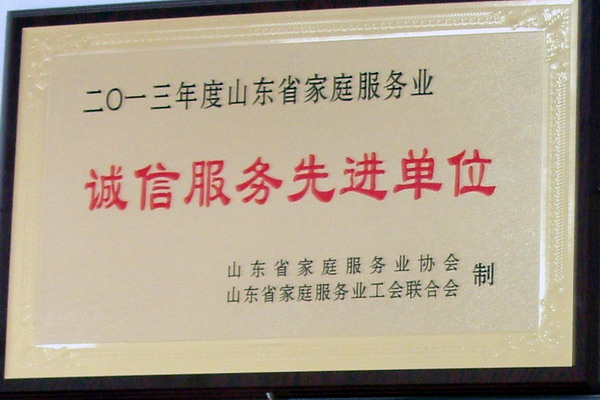 二〇一三年度山东省家庭服务业
诚信服务先进单位
山东省家庭服务业协会
山东省家庭服务业工会联合会
制